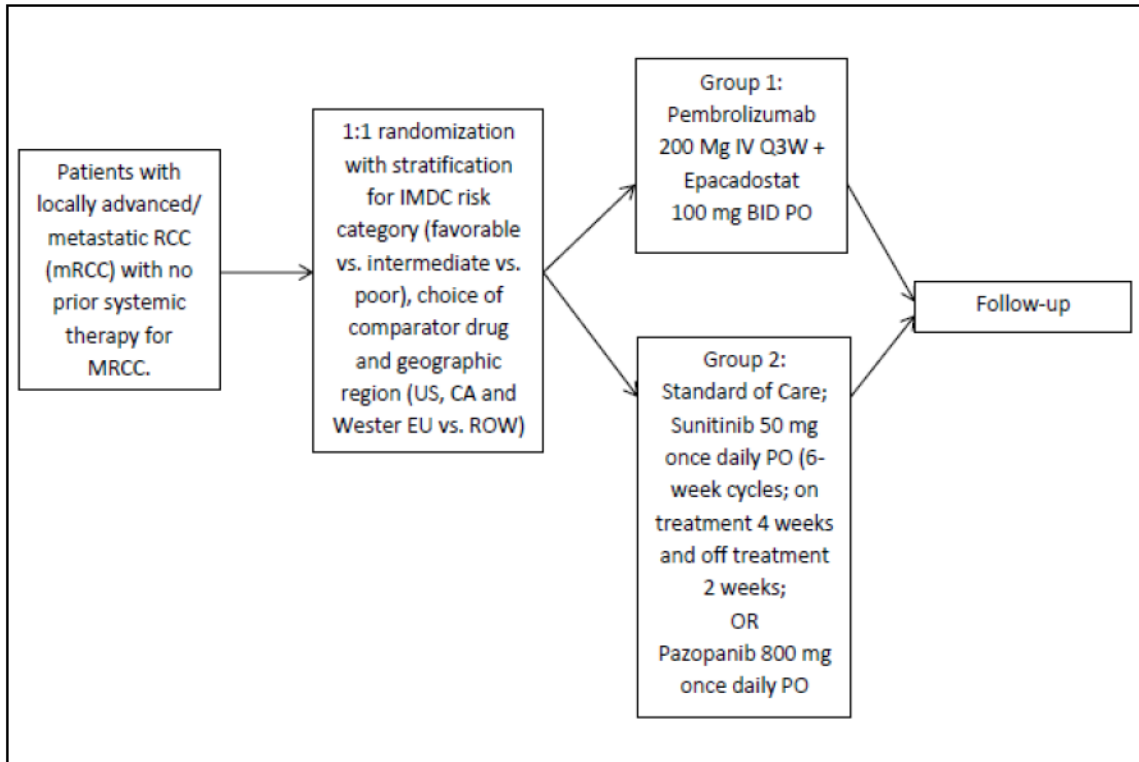 Patients with
locally advanced/
metastatic RCC
(mRCC) with no
prior systemic
therapy for
MRCC.
1:1 randomization
with stratification
for IMDC risk
category (favorable
vs. intermediate vs.
poor), choice of
comparator drug
and geographic
region (US, CA and
Wester EU vs. ROW)
Group 1:
Pembrolizumab
200 Mg IV Q3W +
Epacadostat
100 mg BID PO
Group 2:
Standard of Care;
Sunitinib 50 mg
once daily PO (6-
week cycles; on
treatment 4 weeks
and off treatment
2 weeks;
OR
Pazopanib 800 mg
once daily PO
Follow-up